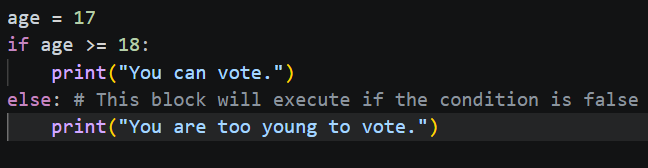 age = 17
if age >= 18:
    print("You can vote.")
else: # This block will execute if the condition is false
    print("You are too young to vote.")